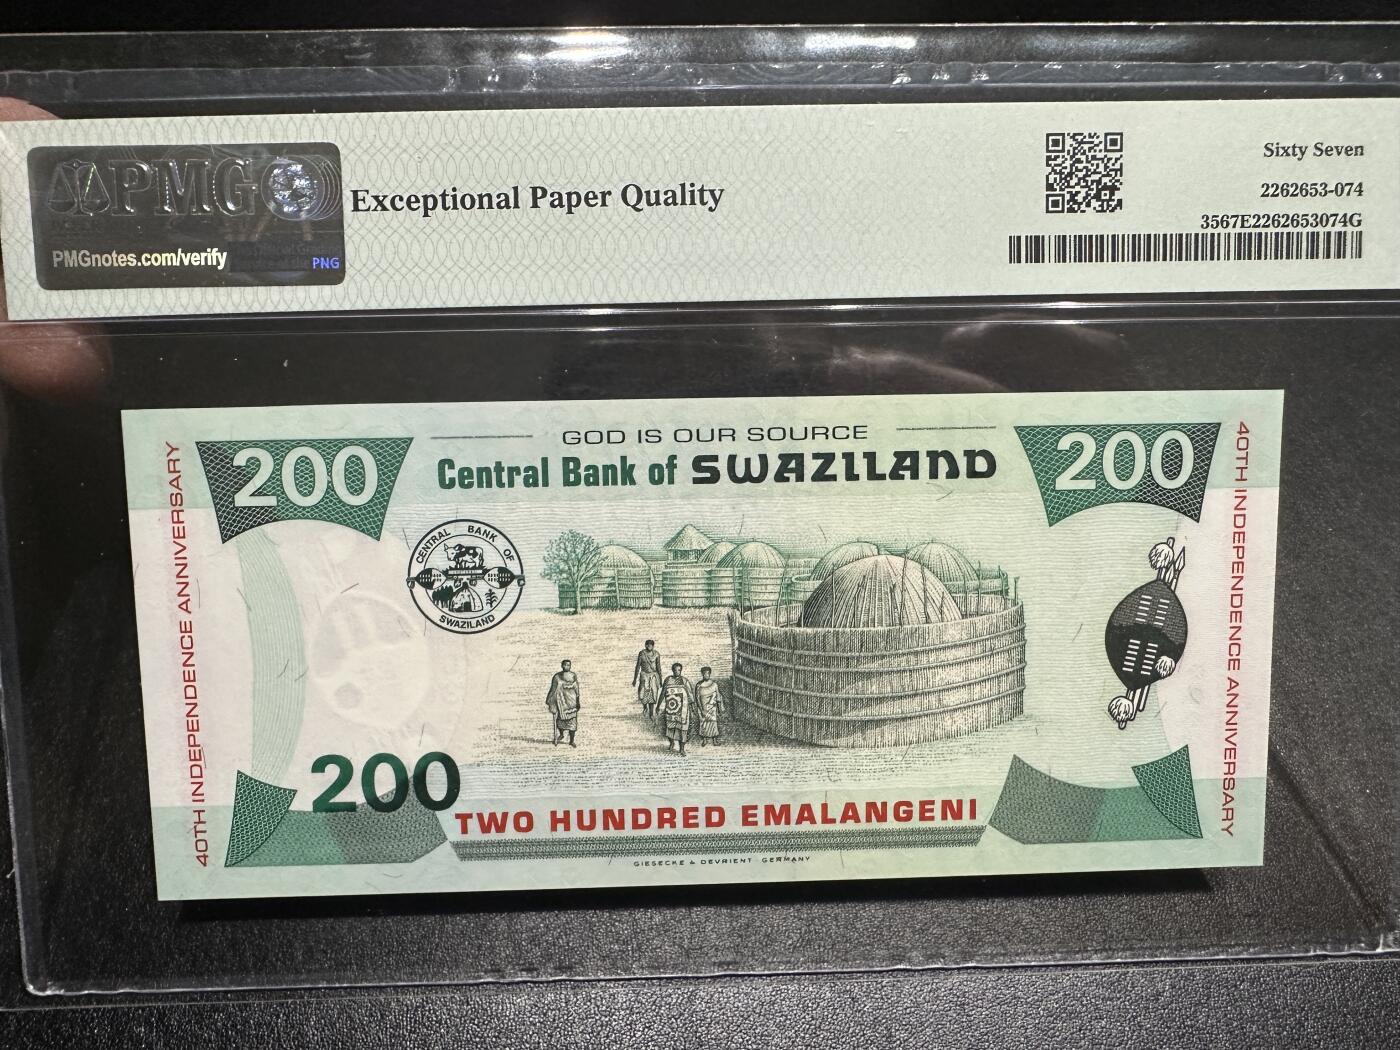 PMG
PMGnotes.com/verify
PNG
Exceptional Paper Quality
Sixty Seven
2262653-074
3567E2262653074G
GOD IS OUR SOURCE
Central Bank of SWAZILAND
200
200
40TH INDEPENDENCE ANNIVERSARY
40TH INDEPENDENCE ANNIVERSARY
CENTRAL BANK OF
SWAZILAND
200
TWO HUNDRED EMALANGENI
GIESECKE & DEVRIENT GERMANY